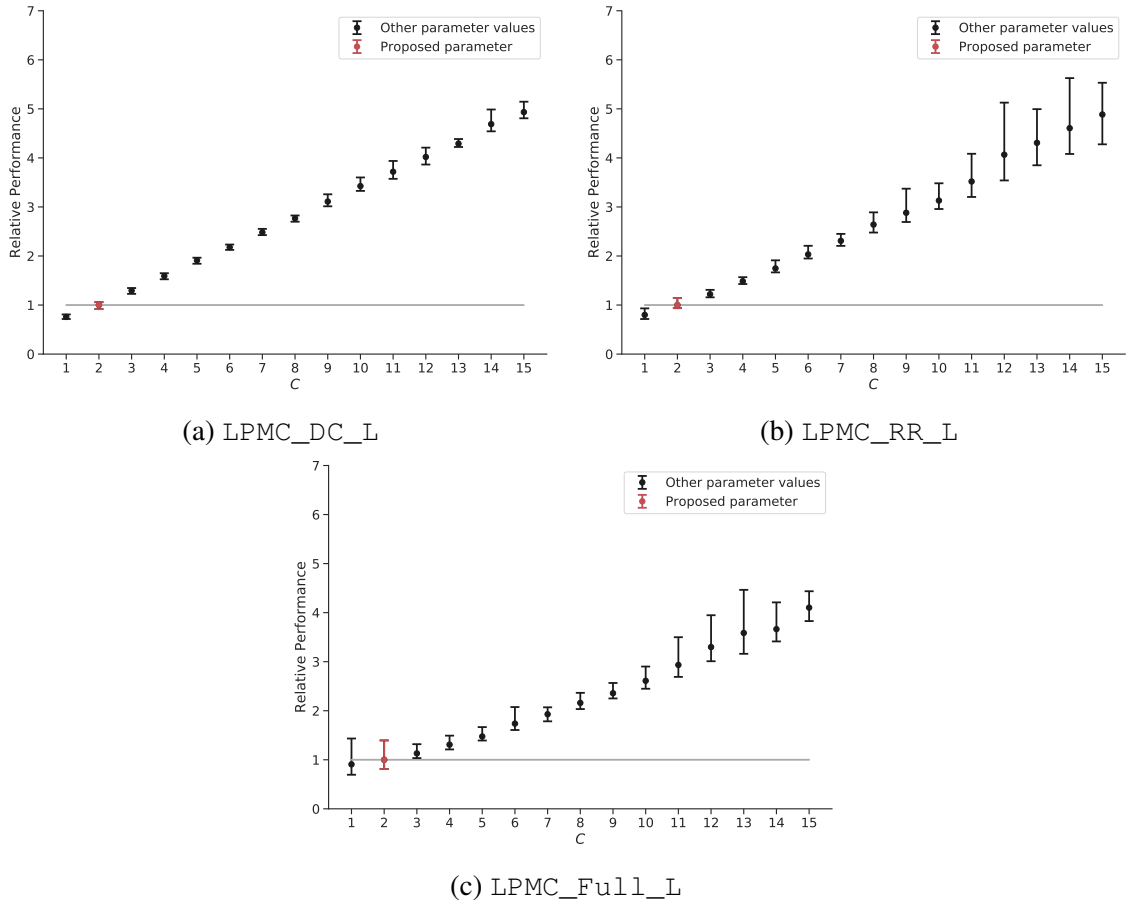 7
6
5
4
3
2
1
0
Relative Performance
Other parameter values
Proposed parameter
1 2 3 4 5 6 7 8 9 10 11 12 13 14 15
C
(a) LPMC_DC_L
7
6
5
4
3
2
1
0
Relative Performance
Other parameter values
Proposed parameter
1 2 3 4 5 6 7 8 9 10 11 12 13 14 15
C
(b) LPMC_RR_L
7
6
5
4
3
2
1
0
Relative Performance
Other parameter values
Proposed parameter
1 2 3 4 5 6 7 8 9 10 11 12 13 14 15
C
(c) LPMC_Full_L